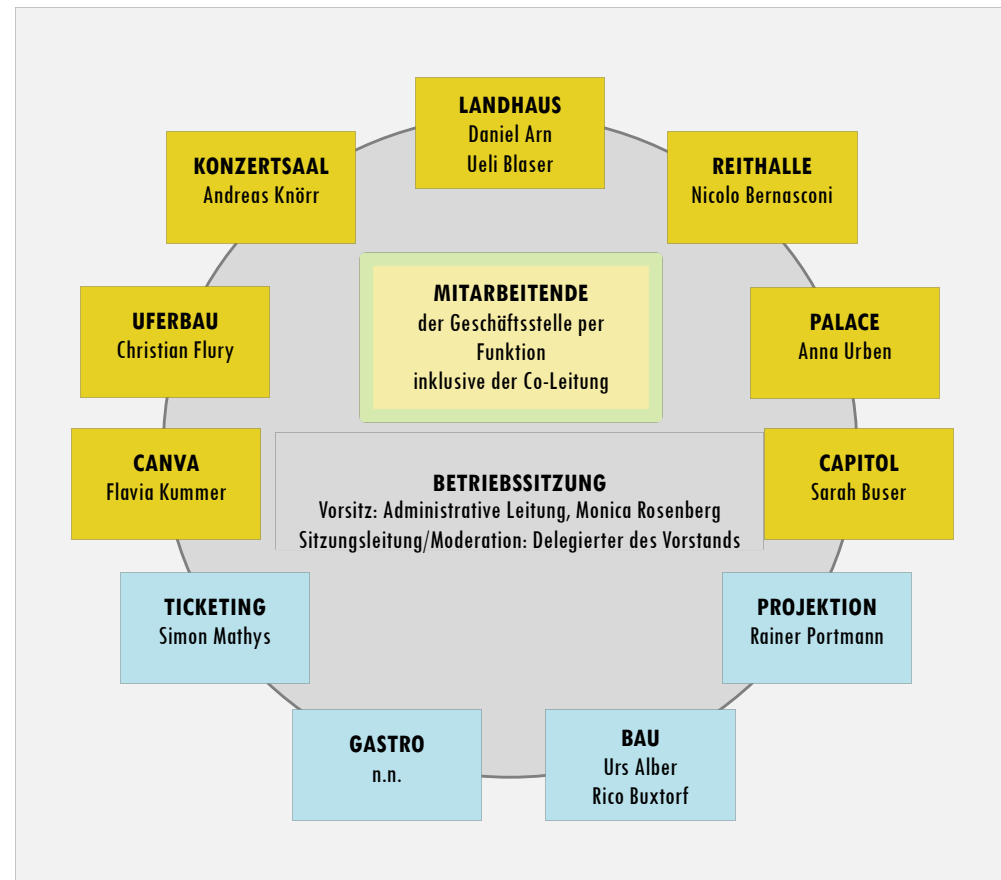 LANDHAUS
Daniel Arn
Ueli Blaser
KONZERTSAAL
Andreas Knörr
REITHALLE
Nicolo Bernasconi
MITARBEITENDE
der Geschäftsstelle per
Funktion
inklusive der Co-Leitung
UFERBAU
Christian Flury
PALACE
Anna Urben
CANVA
Flavia Kummer
BETRIEBSSITZUNG
Vorsitz: Administrative Leitung, Monica Rosenberg
Sitzungsleitung/Moderation: Delegierter des Vorstands
CAPITOL
Sarah Buser
TICKETING
Simon Mathys
PROJEKTION
Rainer Portmann
GASTRO
n.n.
BAU
Urs Alber
Rico Buxtorf